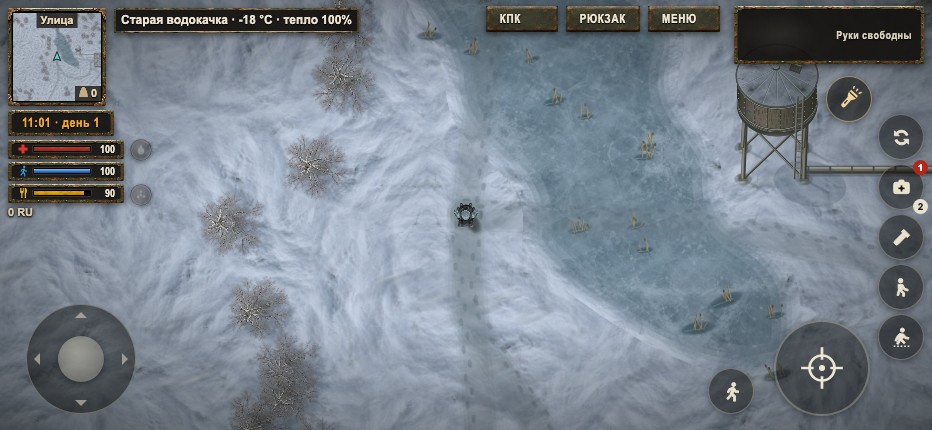 Улица
Старая водокачка · -18 °C · тепло 100%
КПК
РЮКЗАК
МЕНЮ
Руки свободны
0
11:01 · день 1
100
100
90
0 RU
1
2